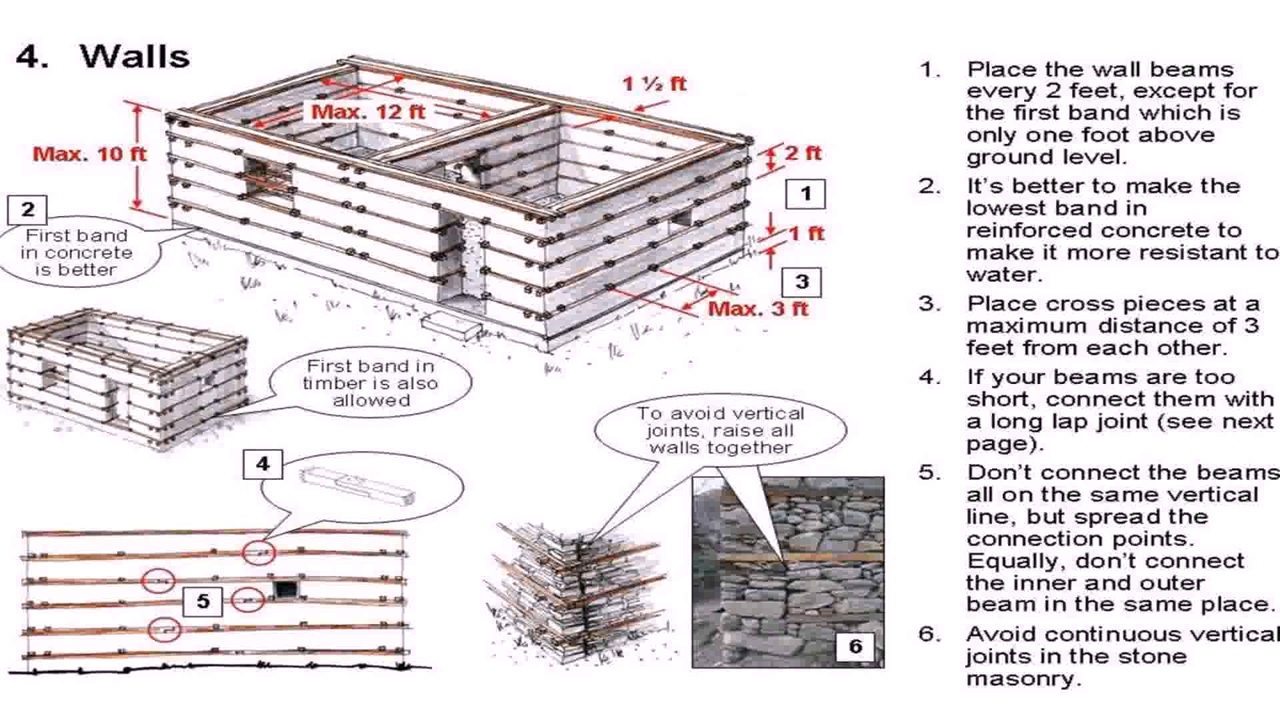 4. Walls
1 ½ ft
Max. 12 ft
Max. 10 ft
2 ft
1
2
First band
in concrete
is better
1 ft
3
Max. 3 ft
First band in
timber is also
allowed
4
To avoid vertical
joints, raise all
walls together
5
6
1. Place the wall beams
every 2 feet, except for
the first band which is
only one foot above
ground level.
2. It's better to make the
lowest band in
reinforced concrete to
make it more resistant to
water.
3. Place cross pieces at a
maximum distance of 3
feet from each other.
4. If your beams are too
short, connect them with
a long lap joint (see next
page).
5. Don't connect the beams
all on the same vertical
line, but spread the
connection points.
Equally, don't connect
the inner and outer
beam in the same place.
6. Avoid continuous vertical
joints in the stone
masonry.